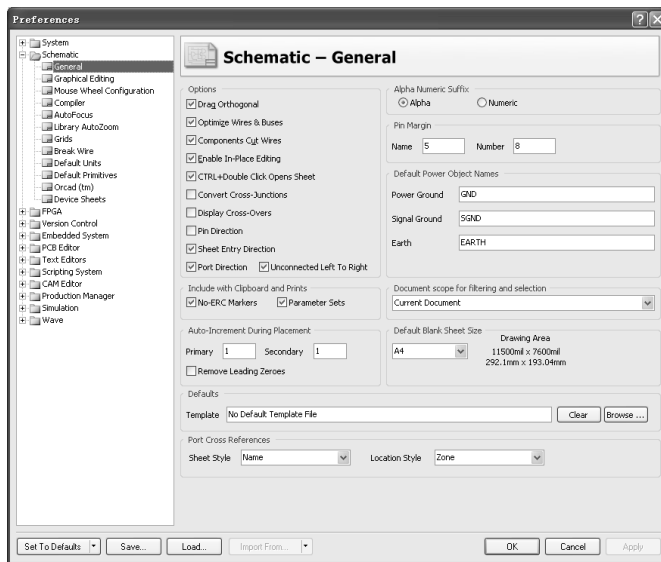 Preferences
System
Schematic
General
Graphical Editing
Mouse Wheel Configuration
Compiler
AutoFocus
Library AutoZoom
Grids
Break Wire
Default Units
Default Primitives
Orcad (tm)
Device Sheets
FPGA
Version Control
Embedded System
PCB Editor
Text Editors
Scripting System
CAM Editor
Production Manager
Simulation
Wave
Schematic – General
Options
Drag Orthogonal
Optimize Wires & Buses
Components Cut Wires
Enable In-Place Editing
CTRL+Double Click Opens Sheet
Convert Cross-Junctions
Display Cross-Overs
Pin Direction
Sheet Entry Direction
Port Direction Unconnected Left To Right
Alpha Numeric Suffix
Alpha Numeric
Pin Margin
Name 5 Number 8
Default Power Object Names
Power Ground GND
Signal Ground SGND
Earth EARTH
Include with Clipboard and Prints
No-ERC Markers Parameter Sets
Document scope for filtering and selection
Current Document
Auto-Increment During Placement
Primary 1 Secondary 1
Remove Leading Zeroes
Default Blank Sheet Size
A4
Drawing Area
11500mil x 7600mil
292.1mm x 193.04mm
Defaults
Template No Default Template File Clear Browse ...
Port Cross References
Sheet Style Name Location Style Zone
Set To Defaults Save... Load... Import From... OK Cancel Apply